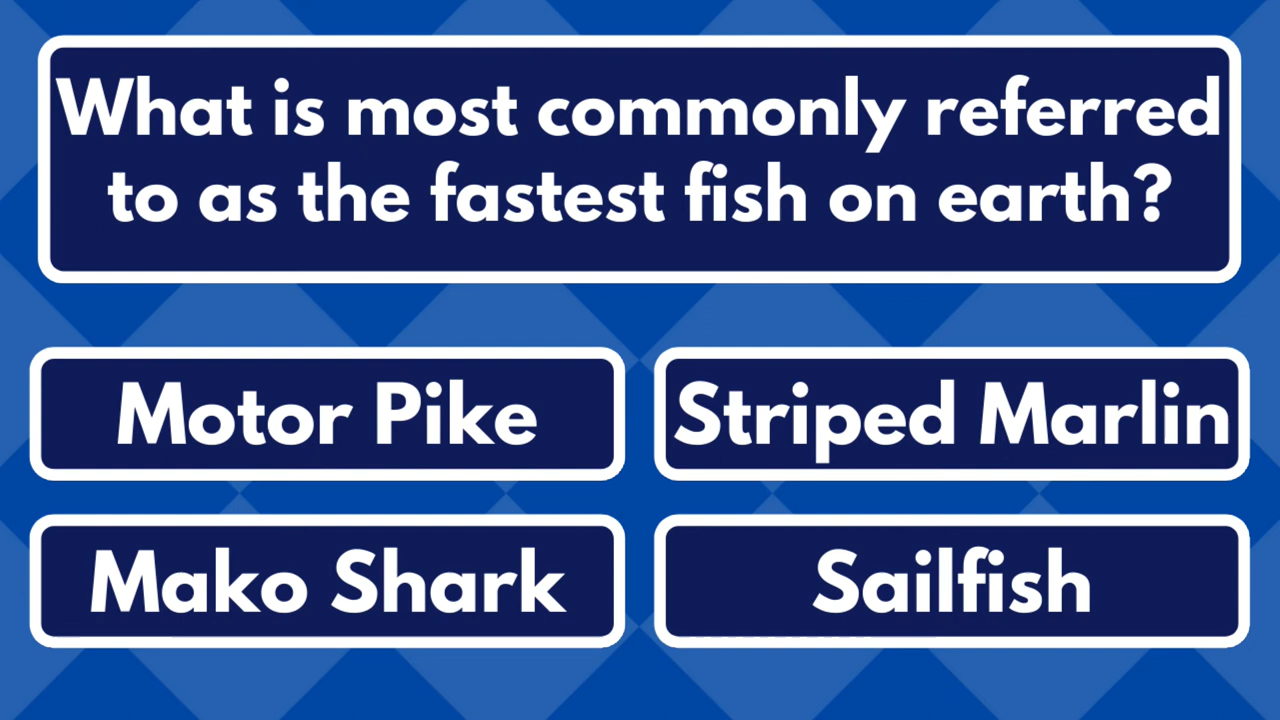 What is most commonly referred
to as the fastest fish on earth?
Motor Pike
Striped Marlin
Mako Shark
Sailfish